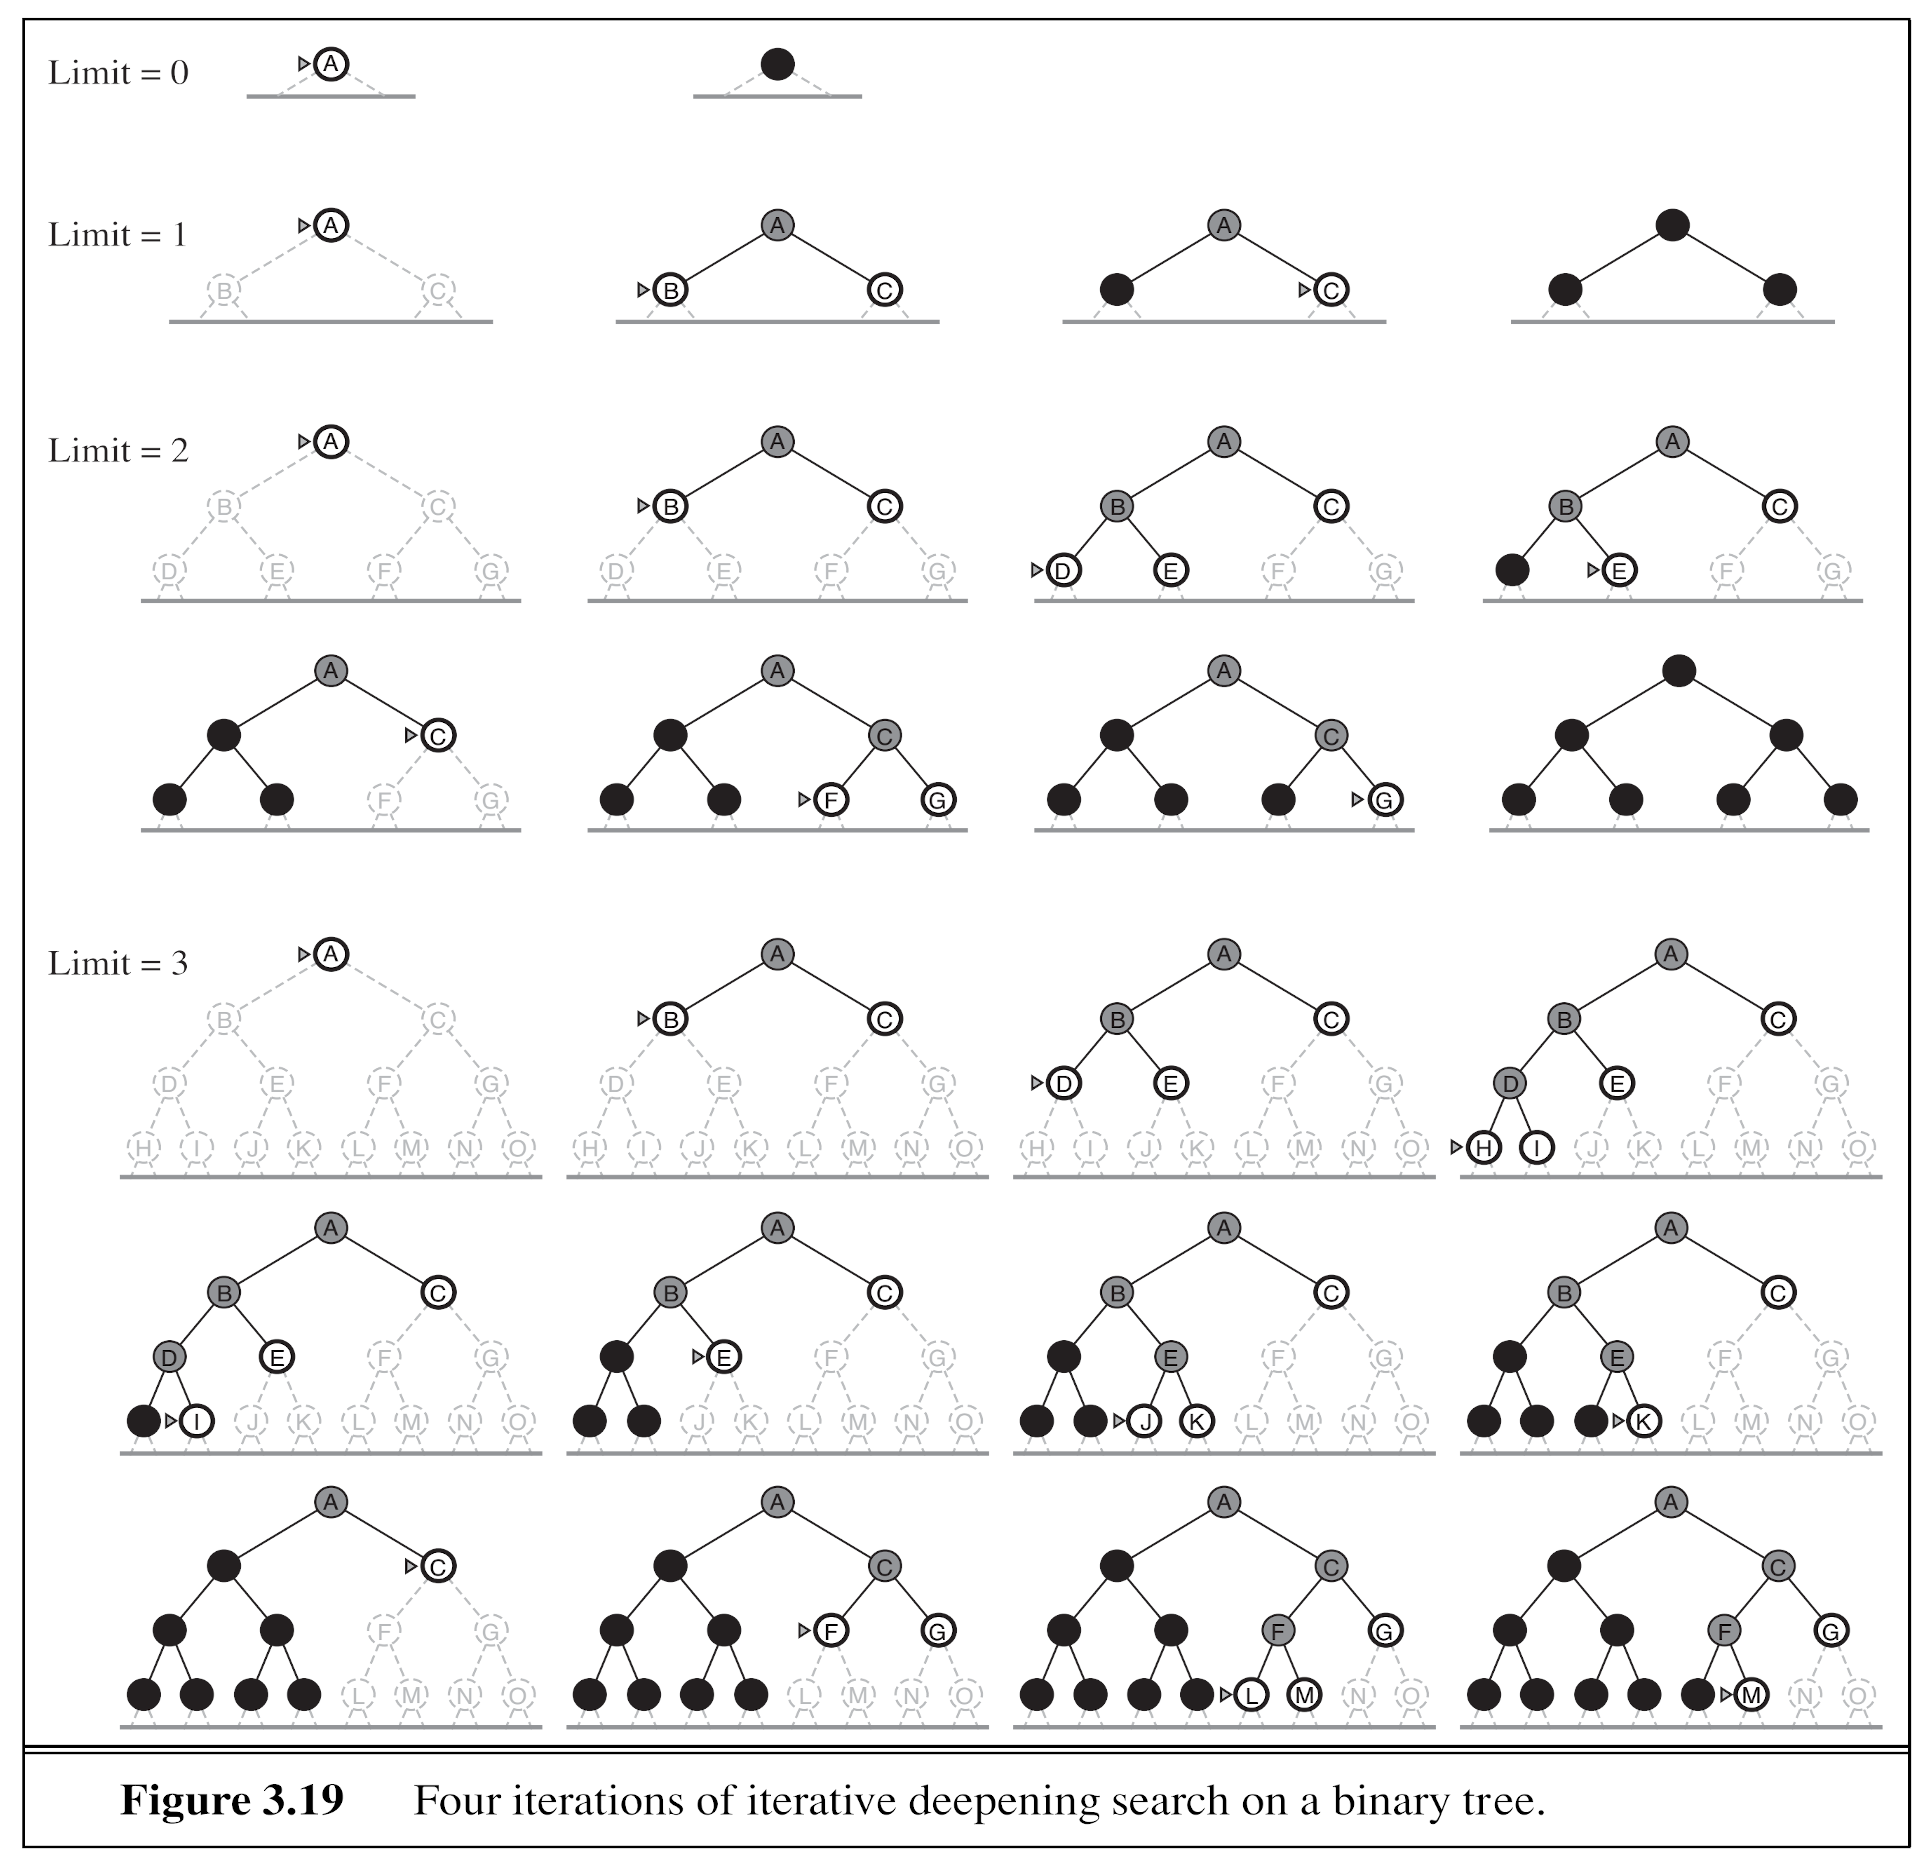 Limit = 0 A
Limit = 1 A A A
B C B C C
Limit = 2 A A A A
B C B C B C B C
D E F G D E F G D E F G E F G
A A A
C C C
F G F G G
Limit = 3 A A A A
B C B C B C B C
D E F G D E F G D E F G D E F G
H I J K L M N O H I J K L M N O H I J K L M N O H I J K L M N O
A A A A
B C B C B C B C
D E F G E F G E F G E F G
I J K L M N O J K L M N O J K L M N O K L M N O
A A A A
C C C C
F G F G F G F G
L M N O L M N O L M N O M N O
Figure 3.19 Four iterations of iterative deepening search on a binary tree.